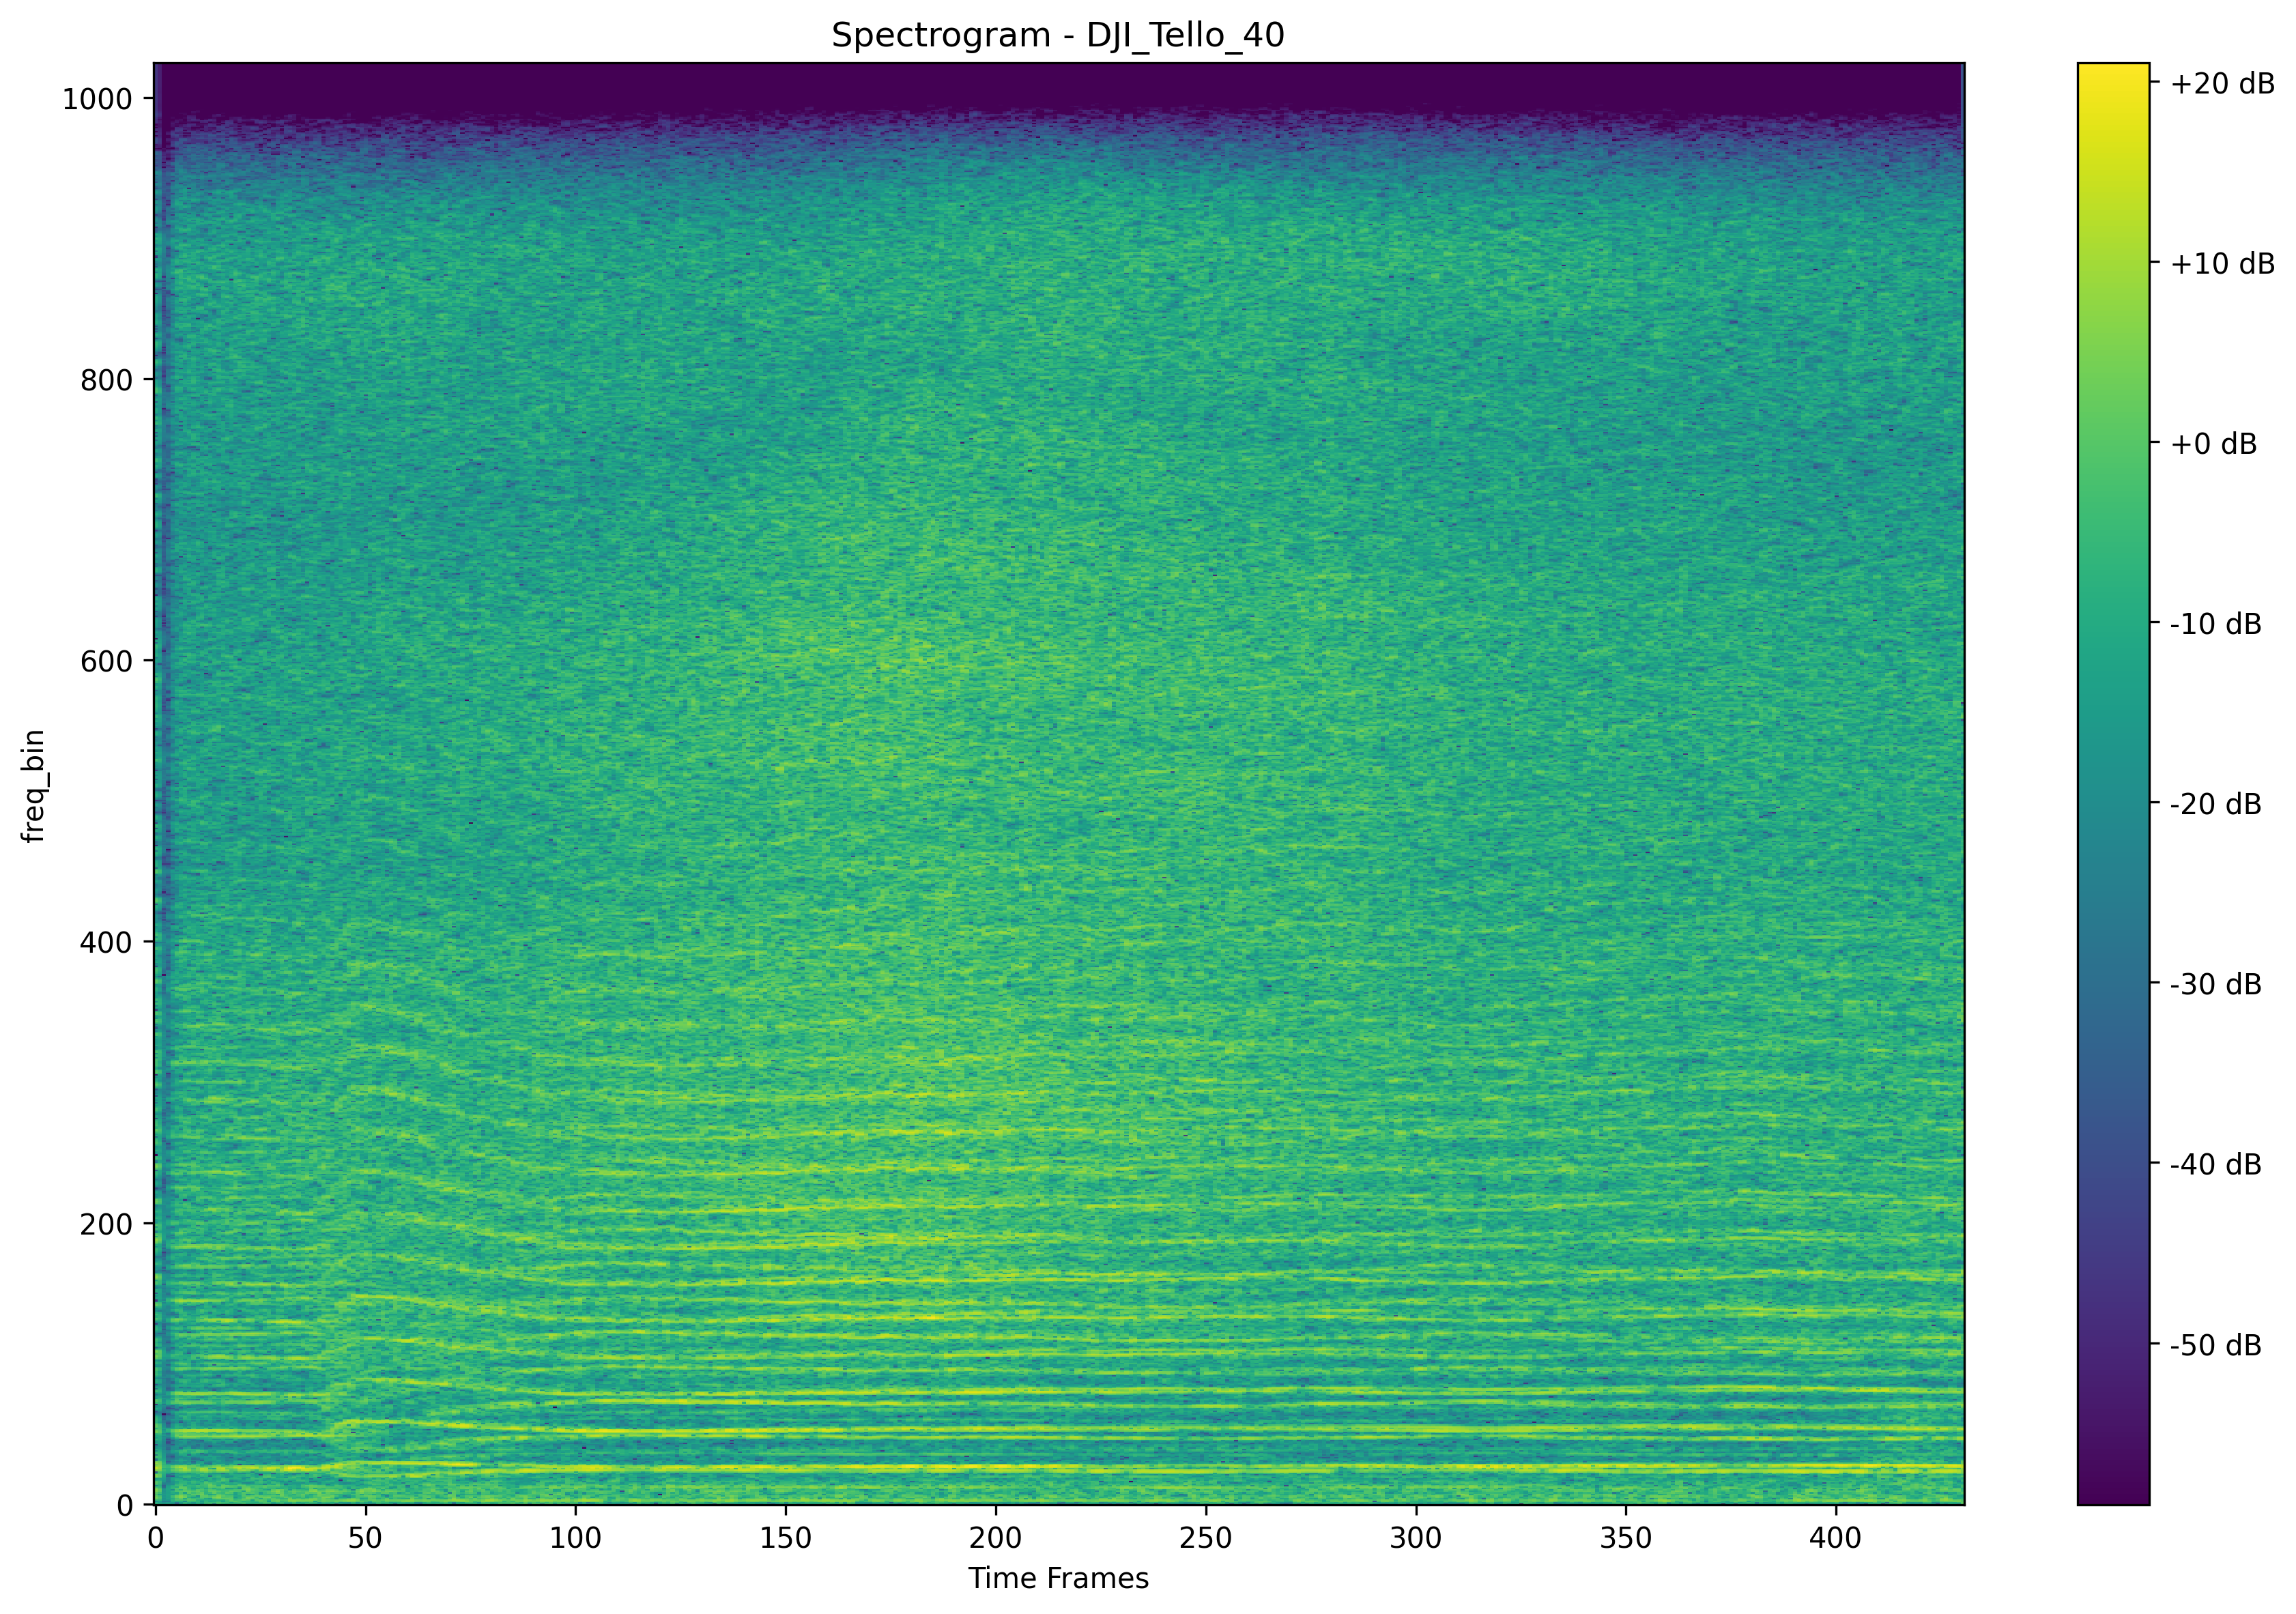 Spectrogram - DJI_Tello_40
1000
800
600
400
200
0
freq_bin
0 50 100 150 200 250 300 350 400
Time Frames
+20 dB
+10 dB
+0 dB
-10 dB
-20 dB
-30 dB
-40 dB
-50 dB